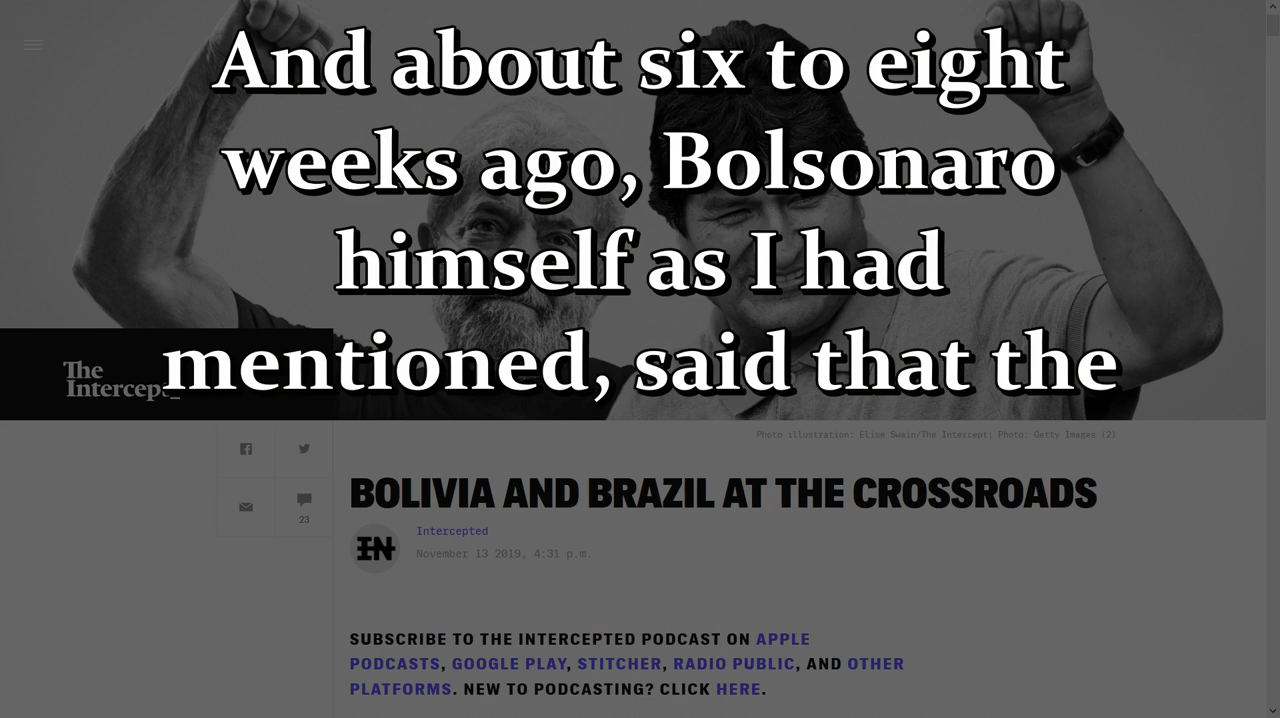 And about six to eight
weeks ago, Bolsonaro
himself as I had
mentioned, said that the
The
Intercept_
Photo illustration: Elise Swain/The Intercept; Photo: Getty Images (2)
BOLIVIA AND BRAZIL AT THE CROSSROADS
IN
Intercepted
November 13 2019, 4:31 p.m.
23
SUBSCRIBE TO THE INTERCEPTED PODCAST ON APPLE
PODCASTS, GOOGLE PLAY, STITCHER, RADIO PUBLIC, AND OTHER
PLATFORMS. NEW TO PODCASTING? CLICK HERE.